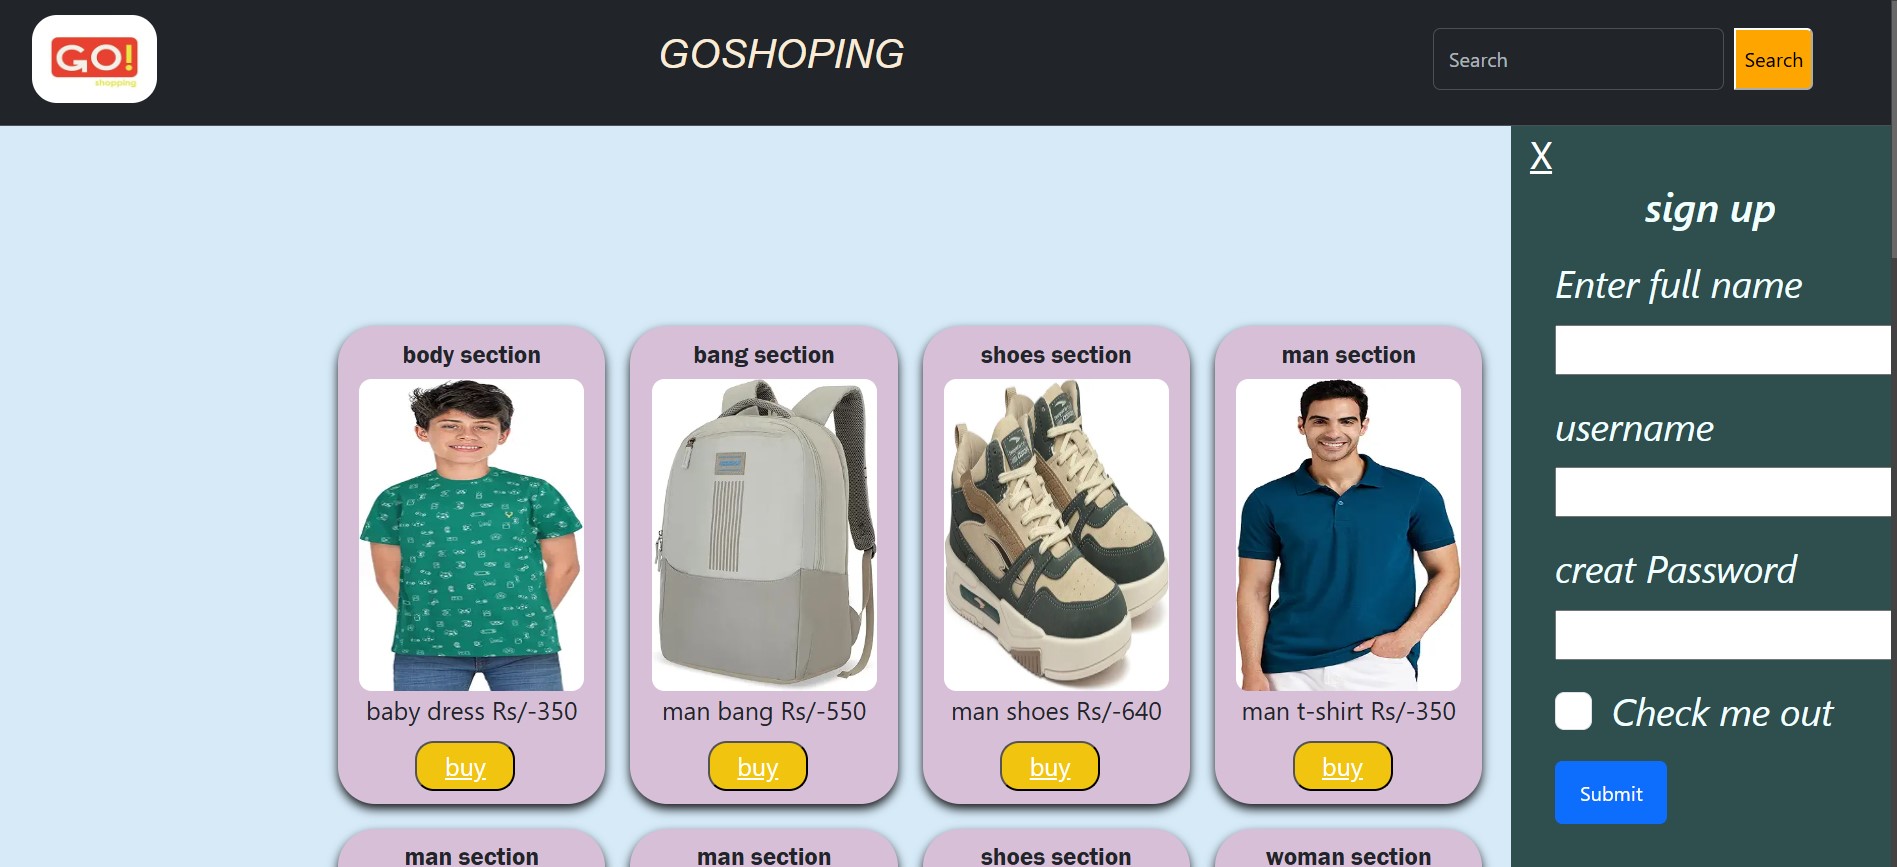 GO!
shopping
GOSHOPING
Search
Search
X
sign up
Enter full name
username
creat Password
Check me out
Submit
body section
baby dress Rs/-350
buy
bang section
man bang Rs/-550
buy
shoes section
man shoes Rs/-640
buy
man section
man t-shirt Rs/-350
buy
man section
man section
shoes section
woman section